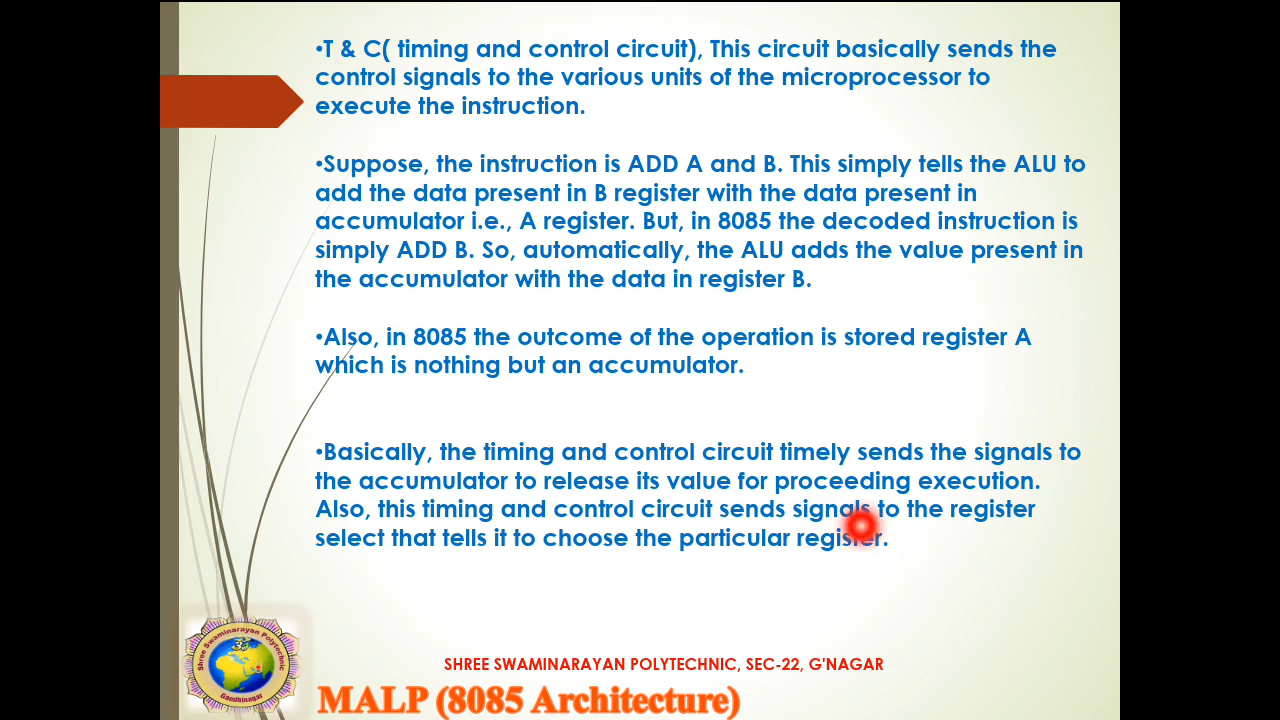 •T & C( timing and control circuit), This circuit basically sends the
control signals to the various units of the microprocessor to
execute the instruction.
•Suppose, the instruction is ADD A and B. This simply tells the ALU to
add the data present in B register with the data present in
accumulator i.e., A register. But, in 8085 the decoded instruction is
simply ADD B. So, automatically, the ALU adds the value present in
the accumulator with the data in register B.
•Also, in 8085 the outcome of the operation is stored register A
which is nothing but an accumulator.
•Basically, the timing and control circuit timely sends the signals to
the accumulator to release its value for proceeding execution.
Also, this timing and control circuit sends signals to the register
select that tells it to choose the particular register.
Shree Swaminarayan Polytechnic
Gandhinagar
SHREE SWAMINARAYAN POLYTECHNIC, SEC-22, G'NAGAR
MALP (8085 Architecture)